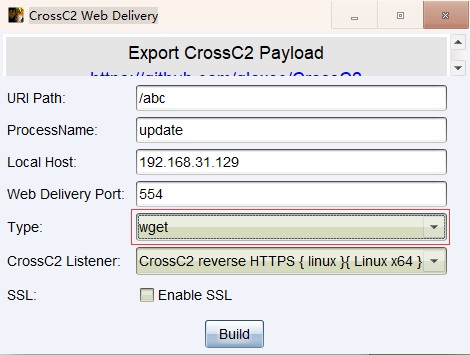 CrossC2 Web Delivery
Export CrossC2 Payload
URI Path: /abc
ProcessName: update
Local Host: 192.168.31.129
Web Delivery Port: 554
Type: wget
CrossC2 Listener: CrossC2 reverse HTTPS { linux }{ Linux x64 }
SSL: Enable SSL
Build